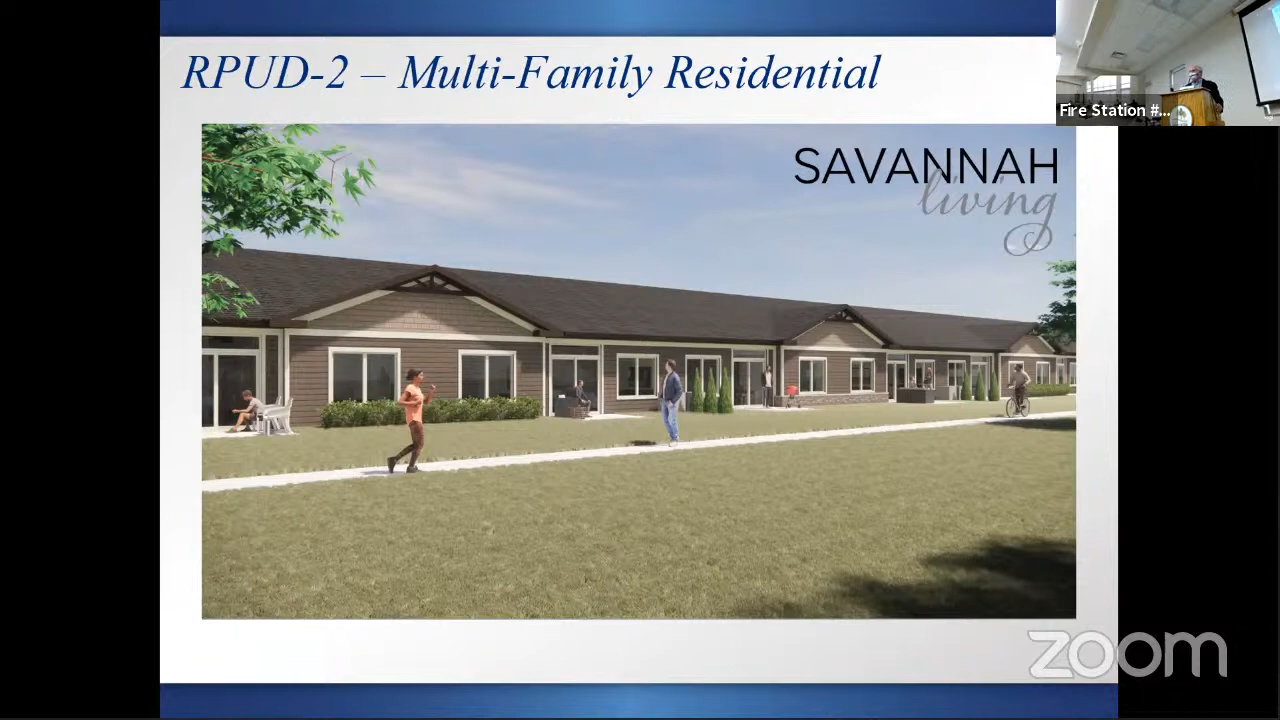 RPUD-2 – Multi-Family Residential
Fire Station #...
SAVANNAH
living
zoom